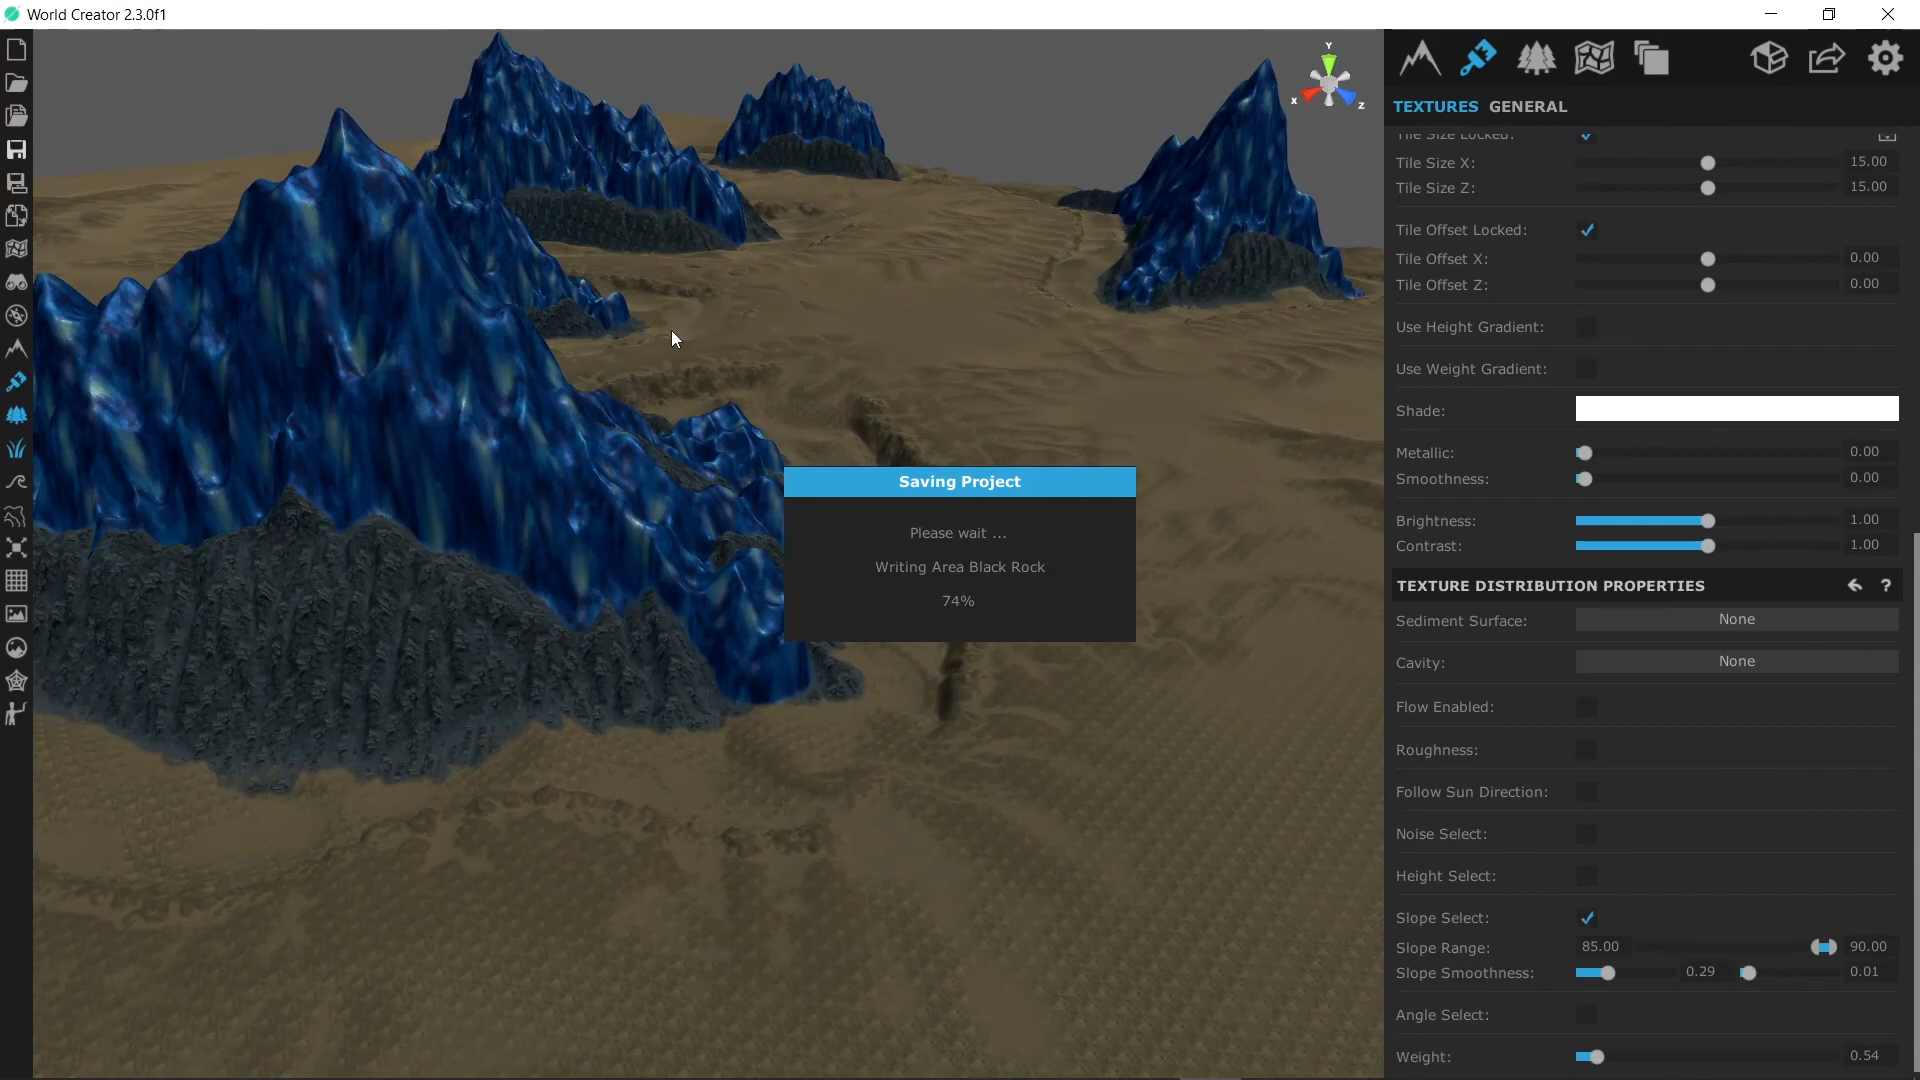 World Creator 2.3.0f1
Y
X
Z
TEXTURES GENERAL
Tile Size Locked:
Tile Size X: 15.00
Tile Size Z: 15.00
Tile Offset Locked:
Tile Offset X: 0.00
Tile Offset Z: 0.00
Use Height Gradient:
Use Weight Gradient:
Shade:
Metallic: 0.00
Smoothness: 0.00
Brightness: 1.00
Contrast: 1.00
TEXTURE DISTRIBUTION PROPERTIES ?
Sediment Surface: None
Cavity: None
Flow Enabled:
Roughness:
Follow Sun Direction:
Noise Select:
Height Select:
Slope Select:
Slope Range: 85.00 90.00
Slope Smoothness: 0.29 0.01
Angle Select:
Weight: 0.54
Saving Project
Please wait ...
Writing Area Black Rock
74%